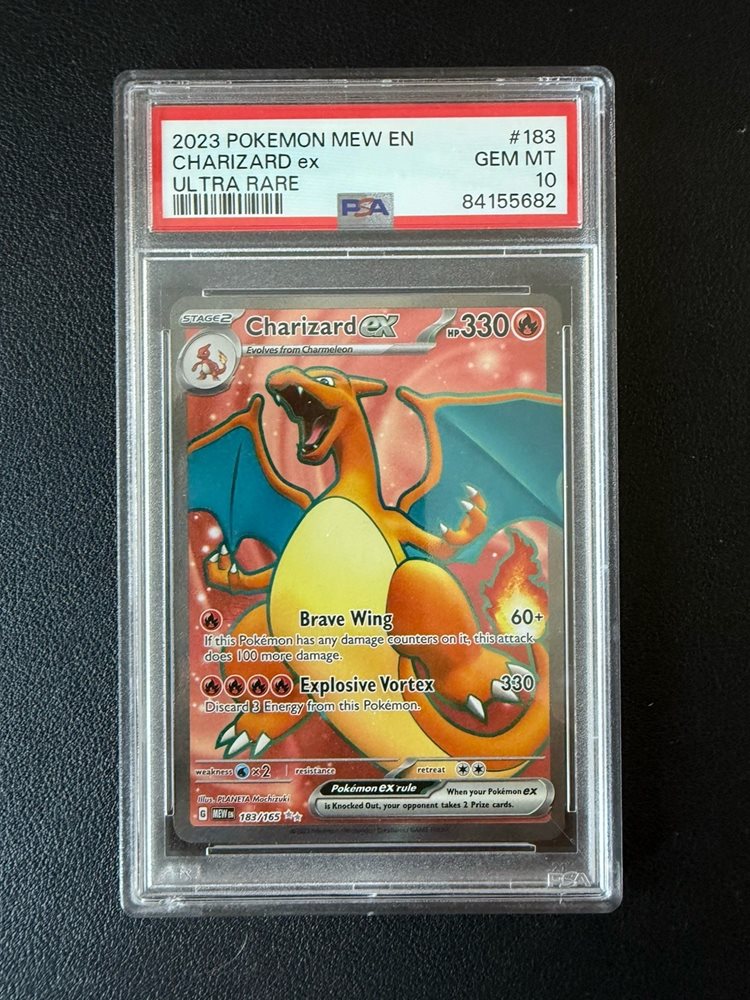 2023 POKEMON MEW EN #183
CHARIZARD ex GEM MT
ULTRA RARE 10
PSA 84155682
STAGE2 Charizard ex HP330
Evolves from Charmeleon
Brave Wing 60+
If this Pokémon has any damage counters on it, this attack
does 100 more damage.
Explosive Vortex 330
Discard 3 Energy from this Pokémon.
weakness ×2 resistance retreat
Pokémon ex rule When your Pokémon ex
is Knocked Out, your opponent takes 2 Prize cards.
Illus. PLANETA Mochizuki
G MEW EN 183/165
PSA